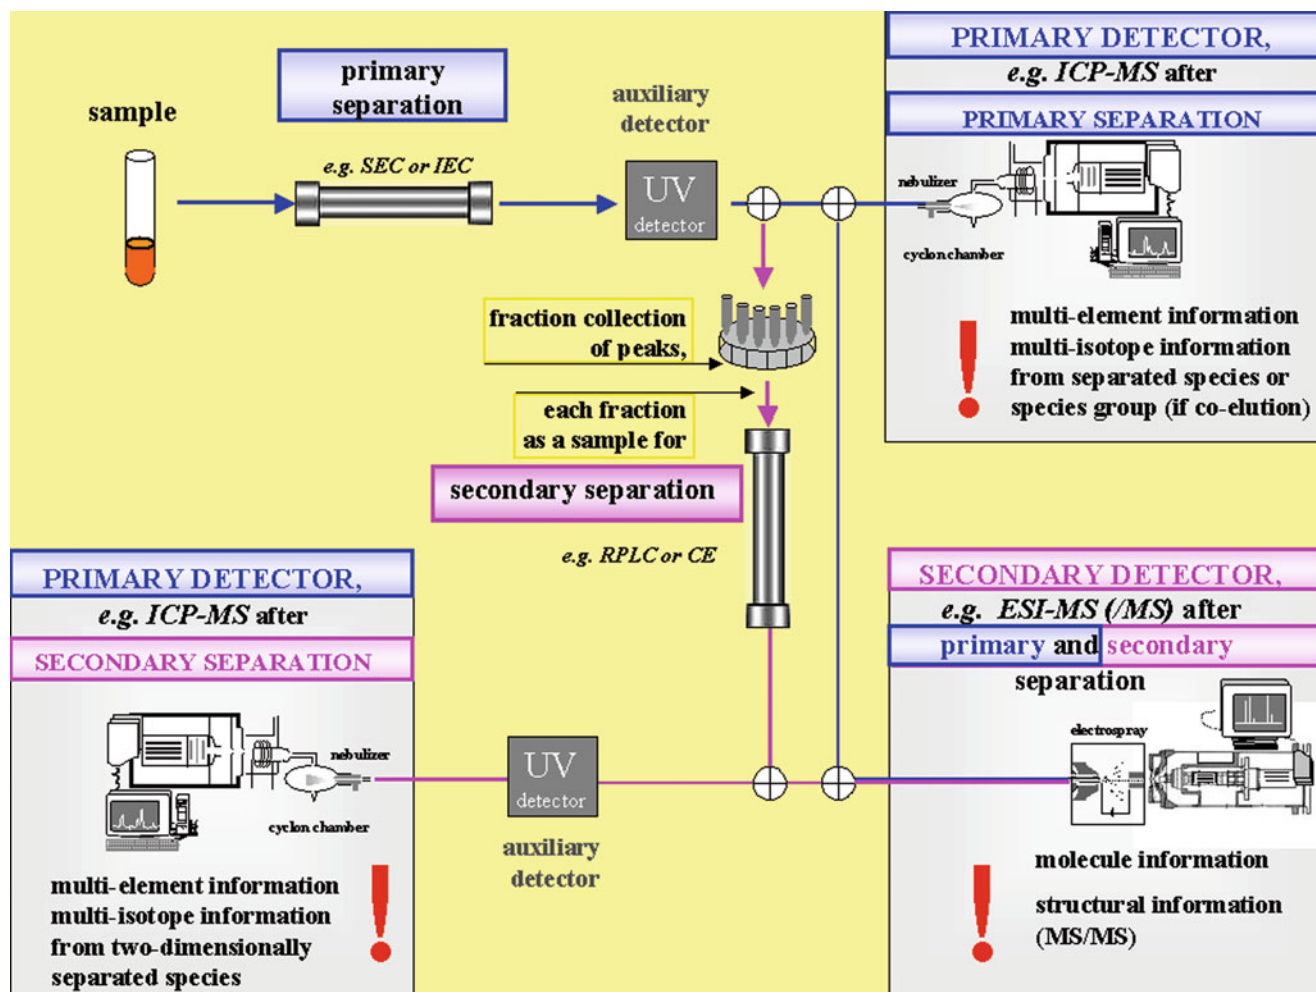 sample
primary
separation
e.g. SEC or IEC
auxiliary
detector
UV
detector
PRIMARY DETECTOR,
e.g. ICP-MS after
PRIMARY SEPARATION
nebulizer
cyclon chamber
multi-element information
multi-isotope information
from separated species or
species group (if co-elution)
fraction collection
of peaks,
each fraction
as a sample for
secondary separation
e.g. RPLC or CE
PRIMARY DETECTOR,
e.g. ICP-MS after
SECONDARY SEPARATION
nebulizer
cyclon chamber
multi-element information
multi-isotope information
from two-dimensionally
separated species
UV
detector
auxiliary
detector
SECONDARY DETECTOR,
e.g. ESI-MS (/MS) after
primary and secondary
separation
electrospray
molecule information
structural information
(MS/MS)